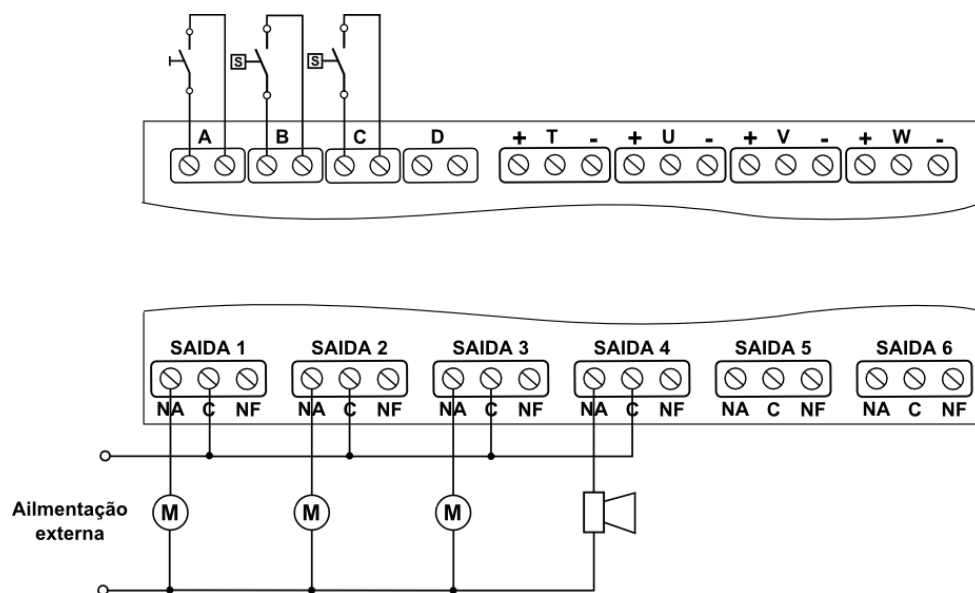 S S
A B C D + T - + U - + V - + W -
SAIDA 1 SAIDA 2 SAIDA 3 SAIDA 4 SAIDA 5 SAIDA 6
NA C NF NA C NF NA C NF NA C NF NA C NF NA C NF
Ailmentação
externa
M M M